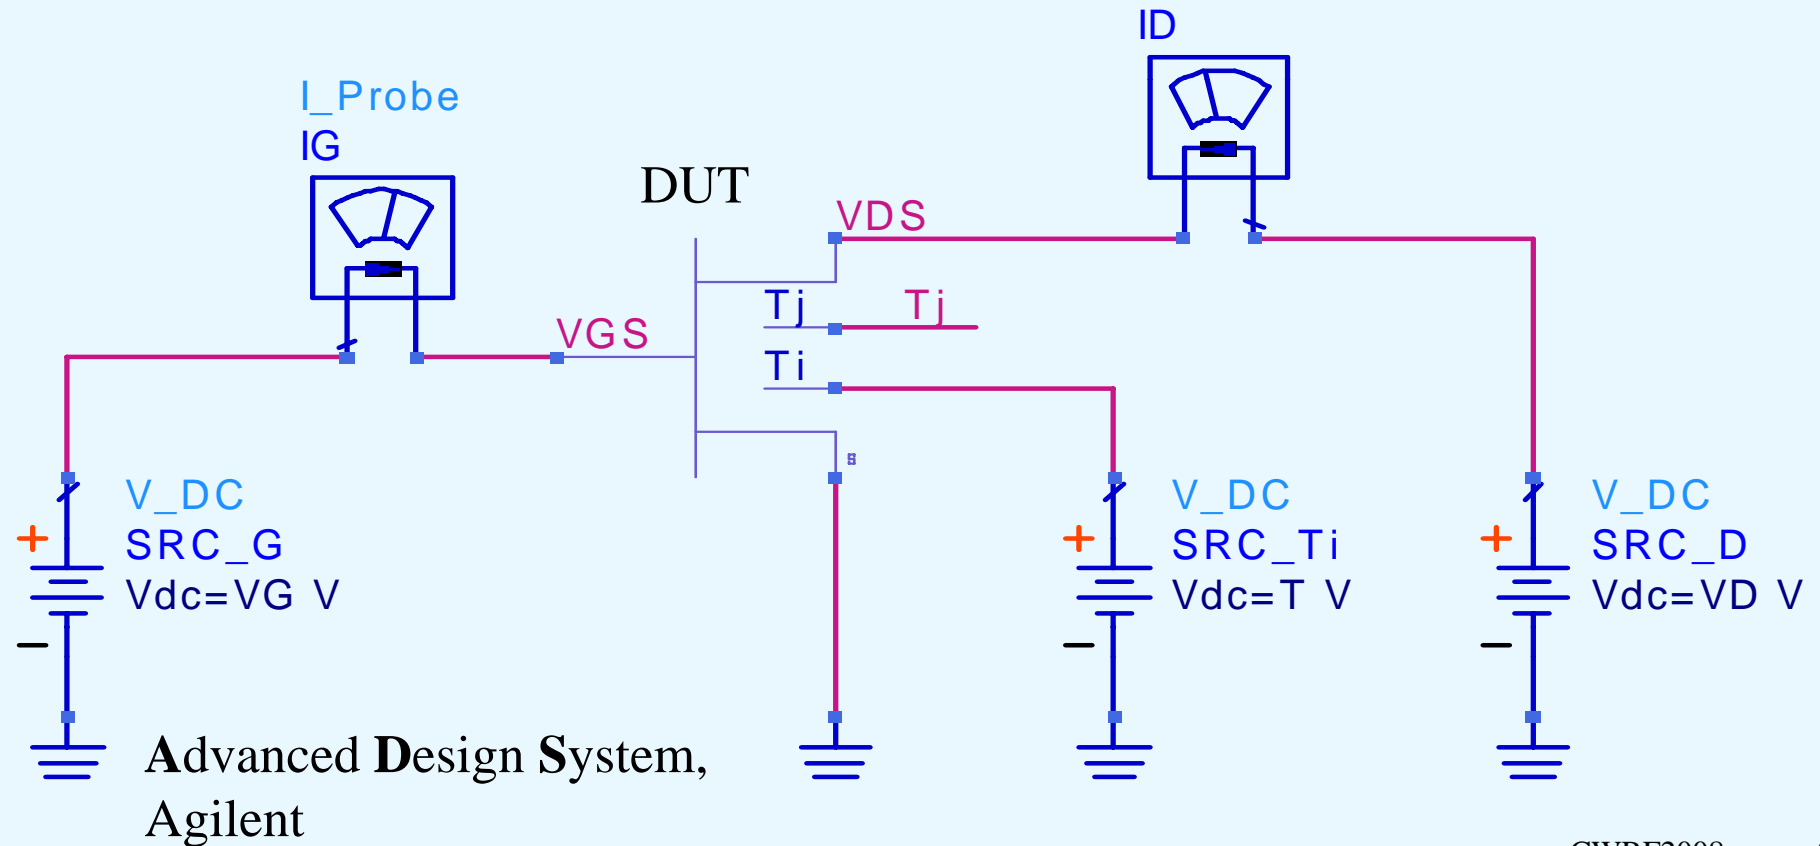 ID
I_Probe
IG
DUT
VDS
Tj Tj
VGS
Ti
s
V_DC
SRC_G
Vdc=VG V
V_DC
SRC_Ti
Vdc=T V
V_DC
SRC_D
Vdc=VD V
Advanced Design System,
Agilent